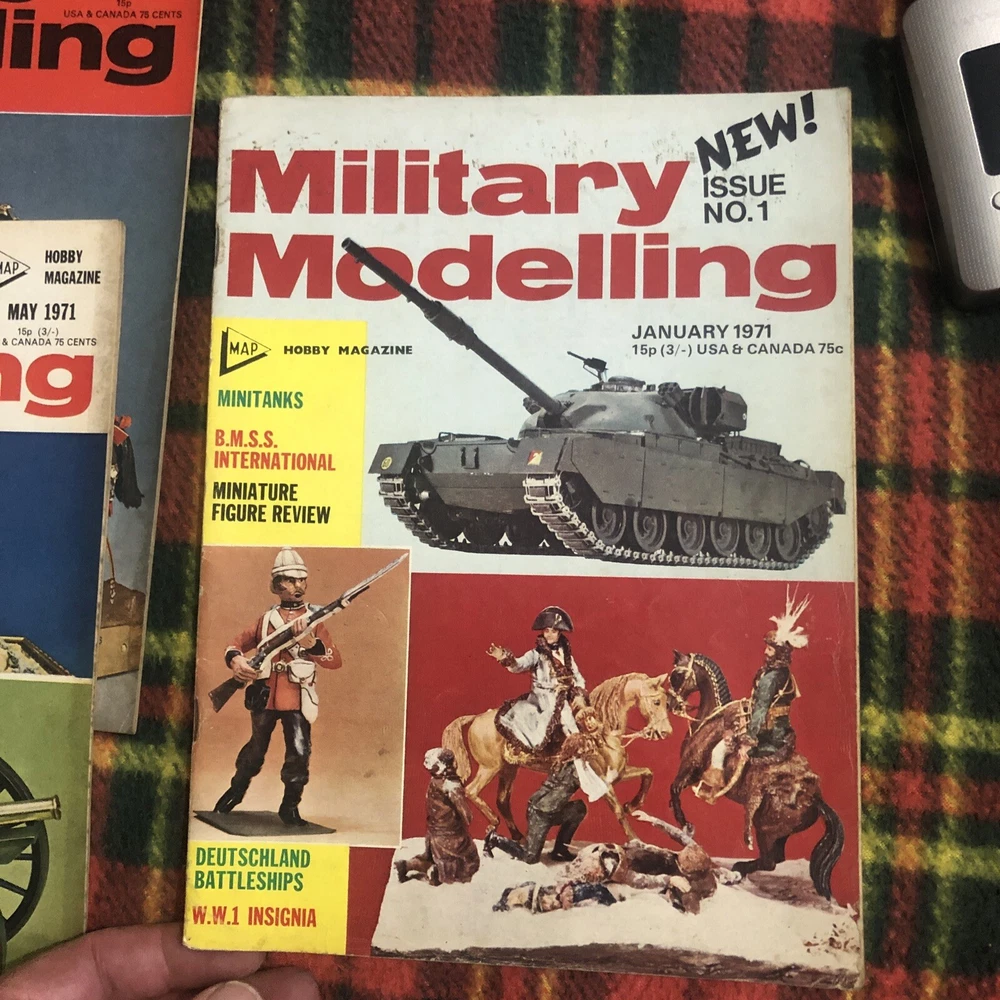 15p
USA & CANADA 75 CENTS
ling
MAP
HOBBY
MAGAZINE
MAY 1971
15p (3/-)
& CANADA 75 CENTS
ng
Military
Modelling
NEW!
ISSUE
NO.1
JANUARY 1971
15p (3/-) USA & CANADA 75c
MAP HOBBY MAGAZINE
MINITANKS
B.M.S.S.
INTERNATIONAL
MINIATURE
FIGURE REVIEW
DEUTSCHLAND
BATTLESHIPS
W.W.1 INSIGNIA